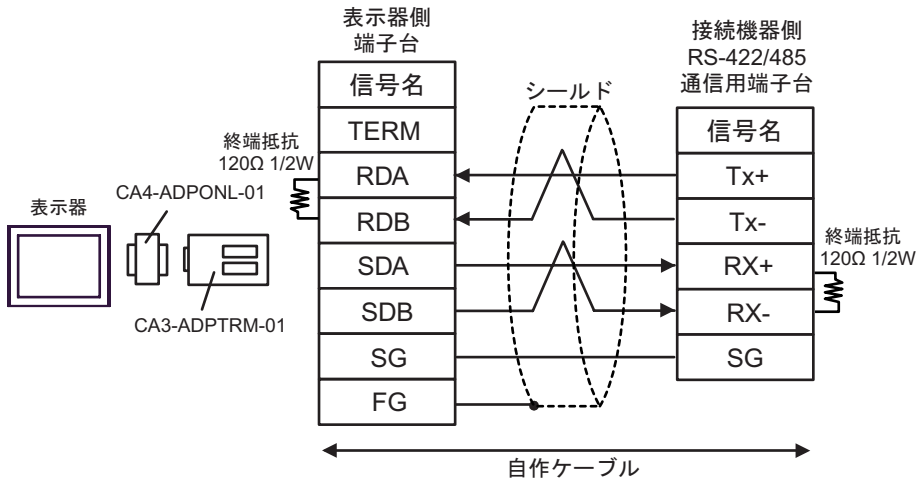 表示器側
端子台
信号名
TERM
RDA
RDB
SDA
SDB
SG
FG
終端抵抗
120Ω 1/2W
CA4-ADPONL-01
表示器
CA3-ADPTRM-01
シールド
接続機器側
RS-422/485
通信用端子台
信号名
Tx+
Tx-
RX+
RX-
SG
終端抵抗
120Ω 1/2W
自作ケーブル